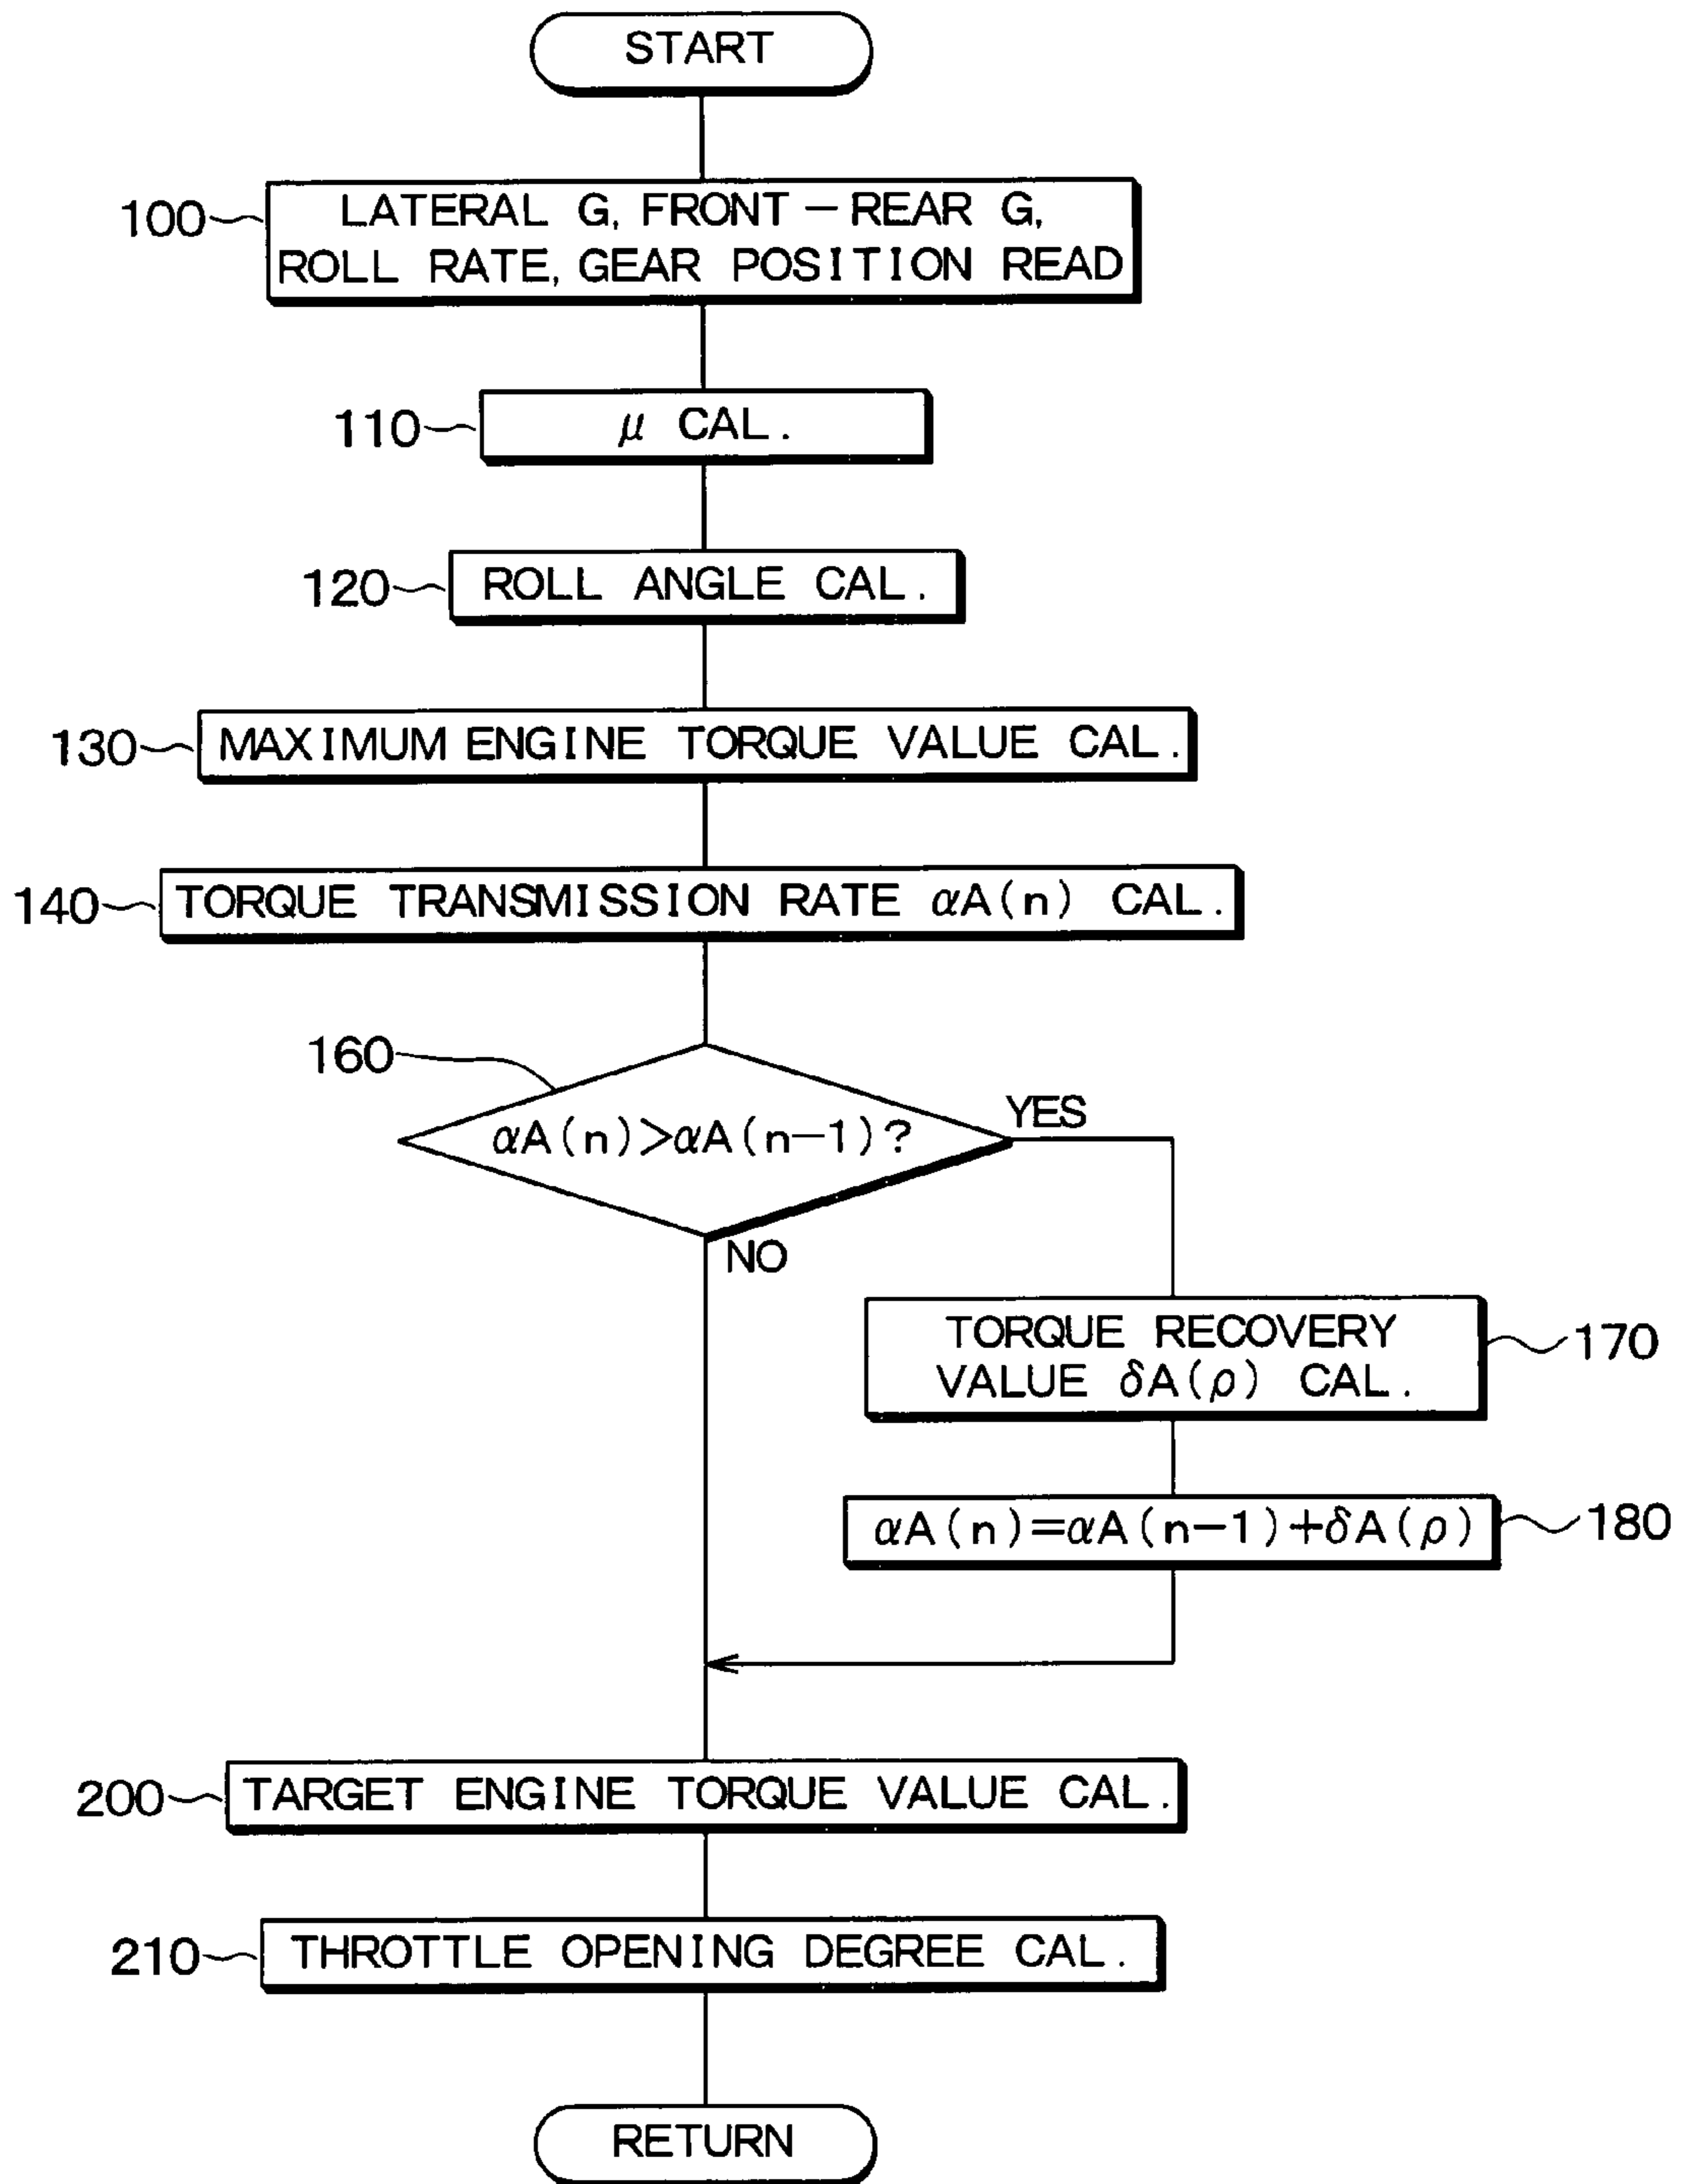 START
100
LATERAL G, FRONT-REAR G,
ROLL RATE, GEAR POSITION READ
110
μ CAL.
120
ROLL ANGLE CAL.
130
MAXIMUM ENGINE TORQUE VALUE CAL.
140
TORQUE TRANSMISSION RATE αA(n) CAL.
160
αA(n)>αA(n-1)?
YES
NO
TORQUE RECOVERY
VALUE δA(ρ) CAL.
170
αA(n)=αA(n-1)+δA(ρ)
180
200
TARGET ENGINE TORQUE VALUE CAL.
210
THROTTLE OPENING DEGREE CAL.
RETURN